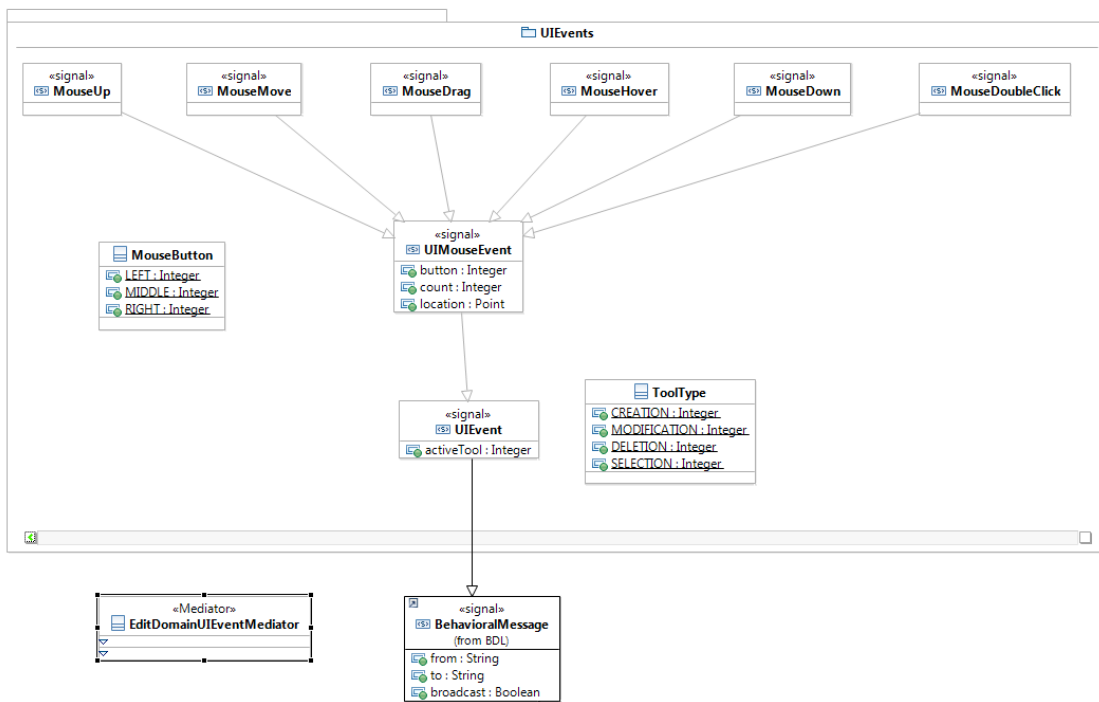 UIEvents
«signal»
MouseUp
«signal»
MouseMove
«signal»
MouseDrag
«signal»
MouseHover
«signal»
MouseDown
«signal»
MouseDoubleClick
«signal»
UIMouseEvent
button : Integer
count : Integer
location : Point
MouseButton
LEFT : Integer
MIDDLE : Integer
RIGHT : Integer
«signal»
UIEvent
activeTool : Integer
ToolType
CREATION : Integer
MODIFICATION : Integer
DELETION : Integer
SELECTION : Integer
«Mediator»
EditDomainUIEventMediator
«signal»
BehavioralMessage
(from BDL)
from : String
to : String
broadcast : Boolean